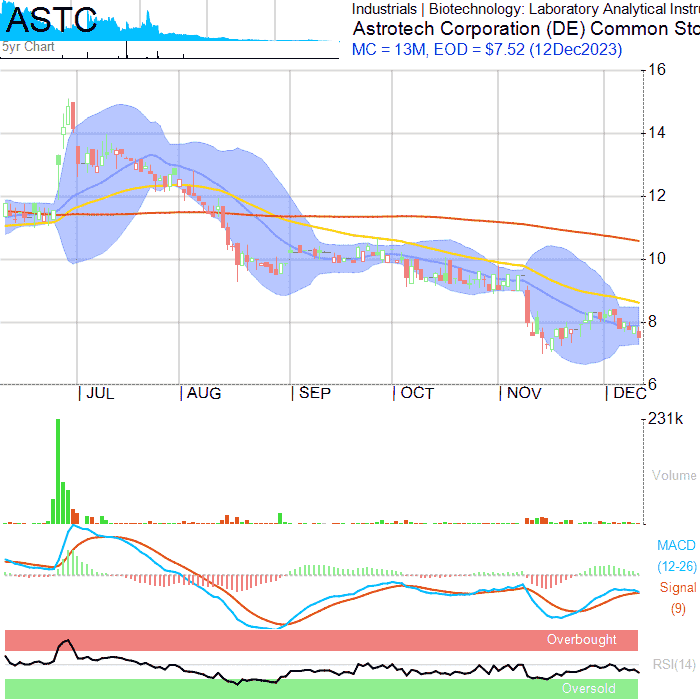 ASTC
5yr Chart
Industrials | Biotechnology: Laboratory Analytical Instru
Astrotech Corporation (DE) Common Sto
MC = 13M, EOD = $7.52 (12Dec2023)
16
14
12
10
8
6
JUL AUG SEP OCT NOV DEC
231k
Volume
MACD
(12-26)
Signal
(9)
Overbought
RSI(14)
Oversold